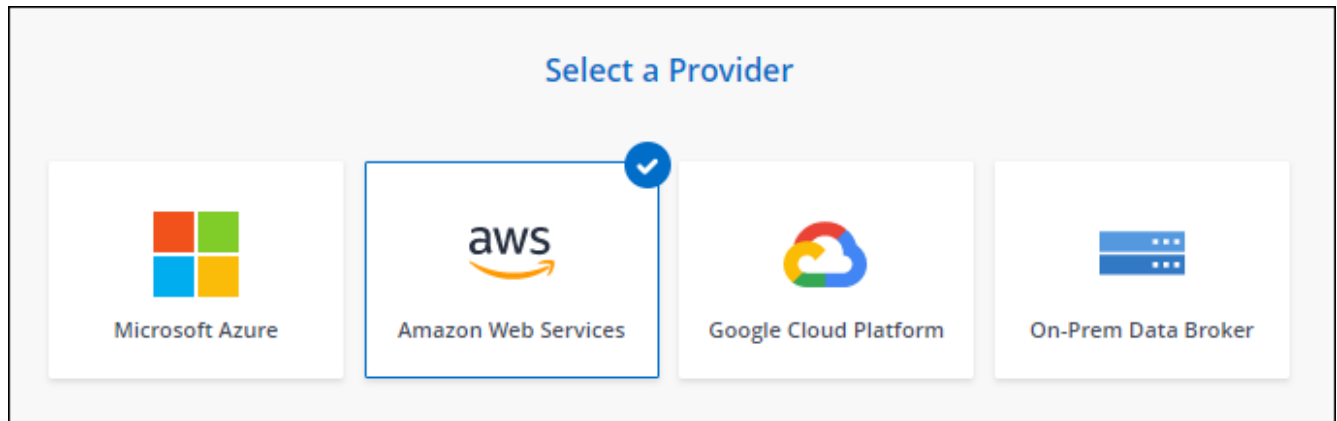 Select a Provider
aws
Microsoft Azure
Amazon Web Services
Google Cloud Platform
On-Prem Data Broker